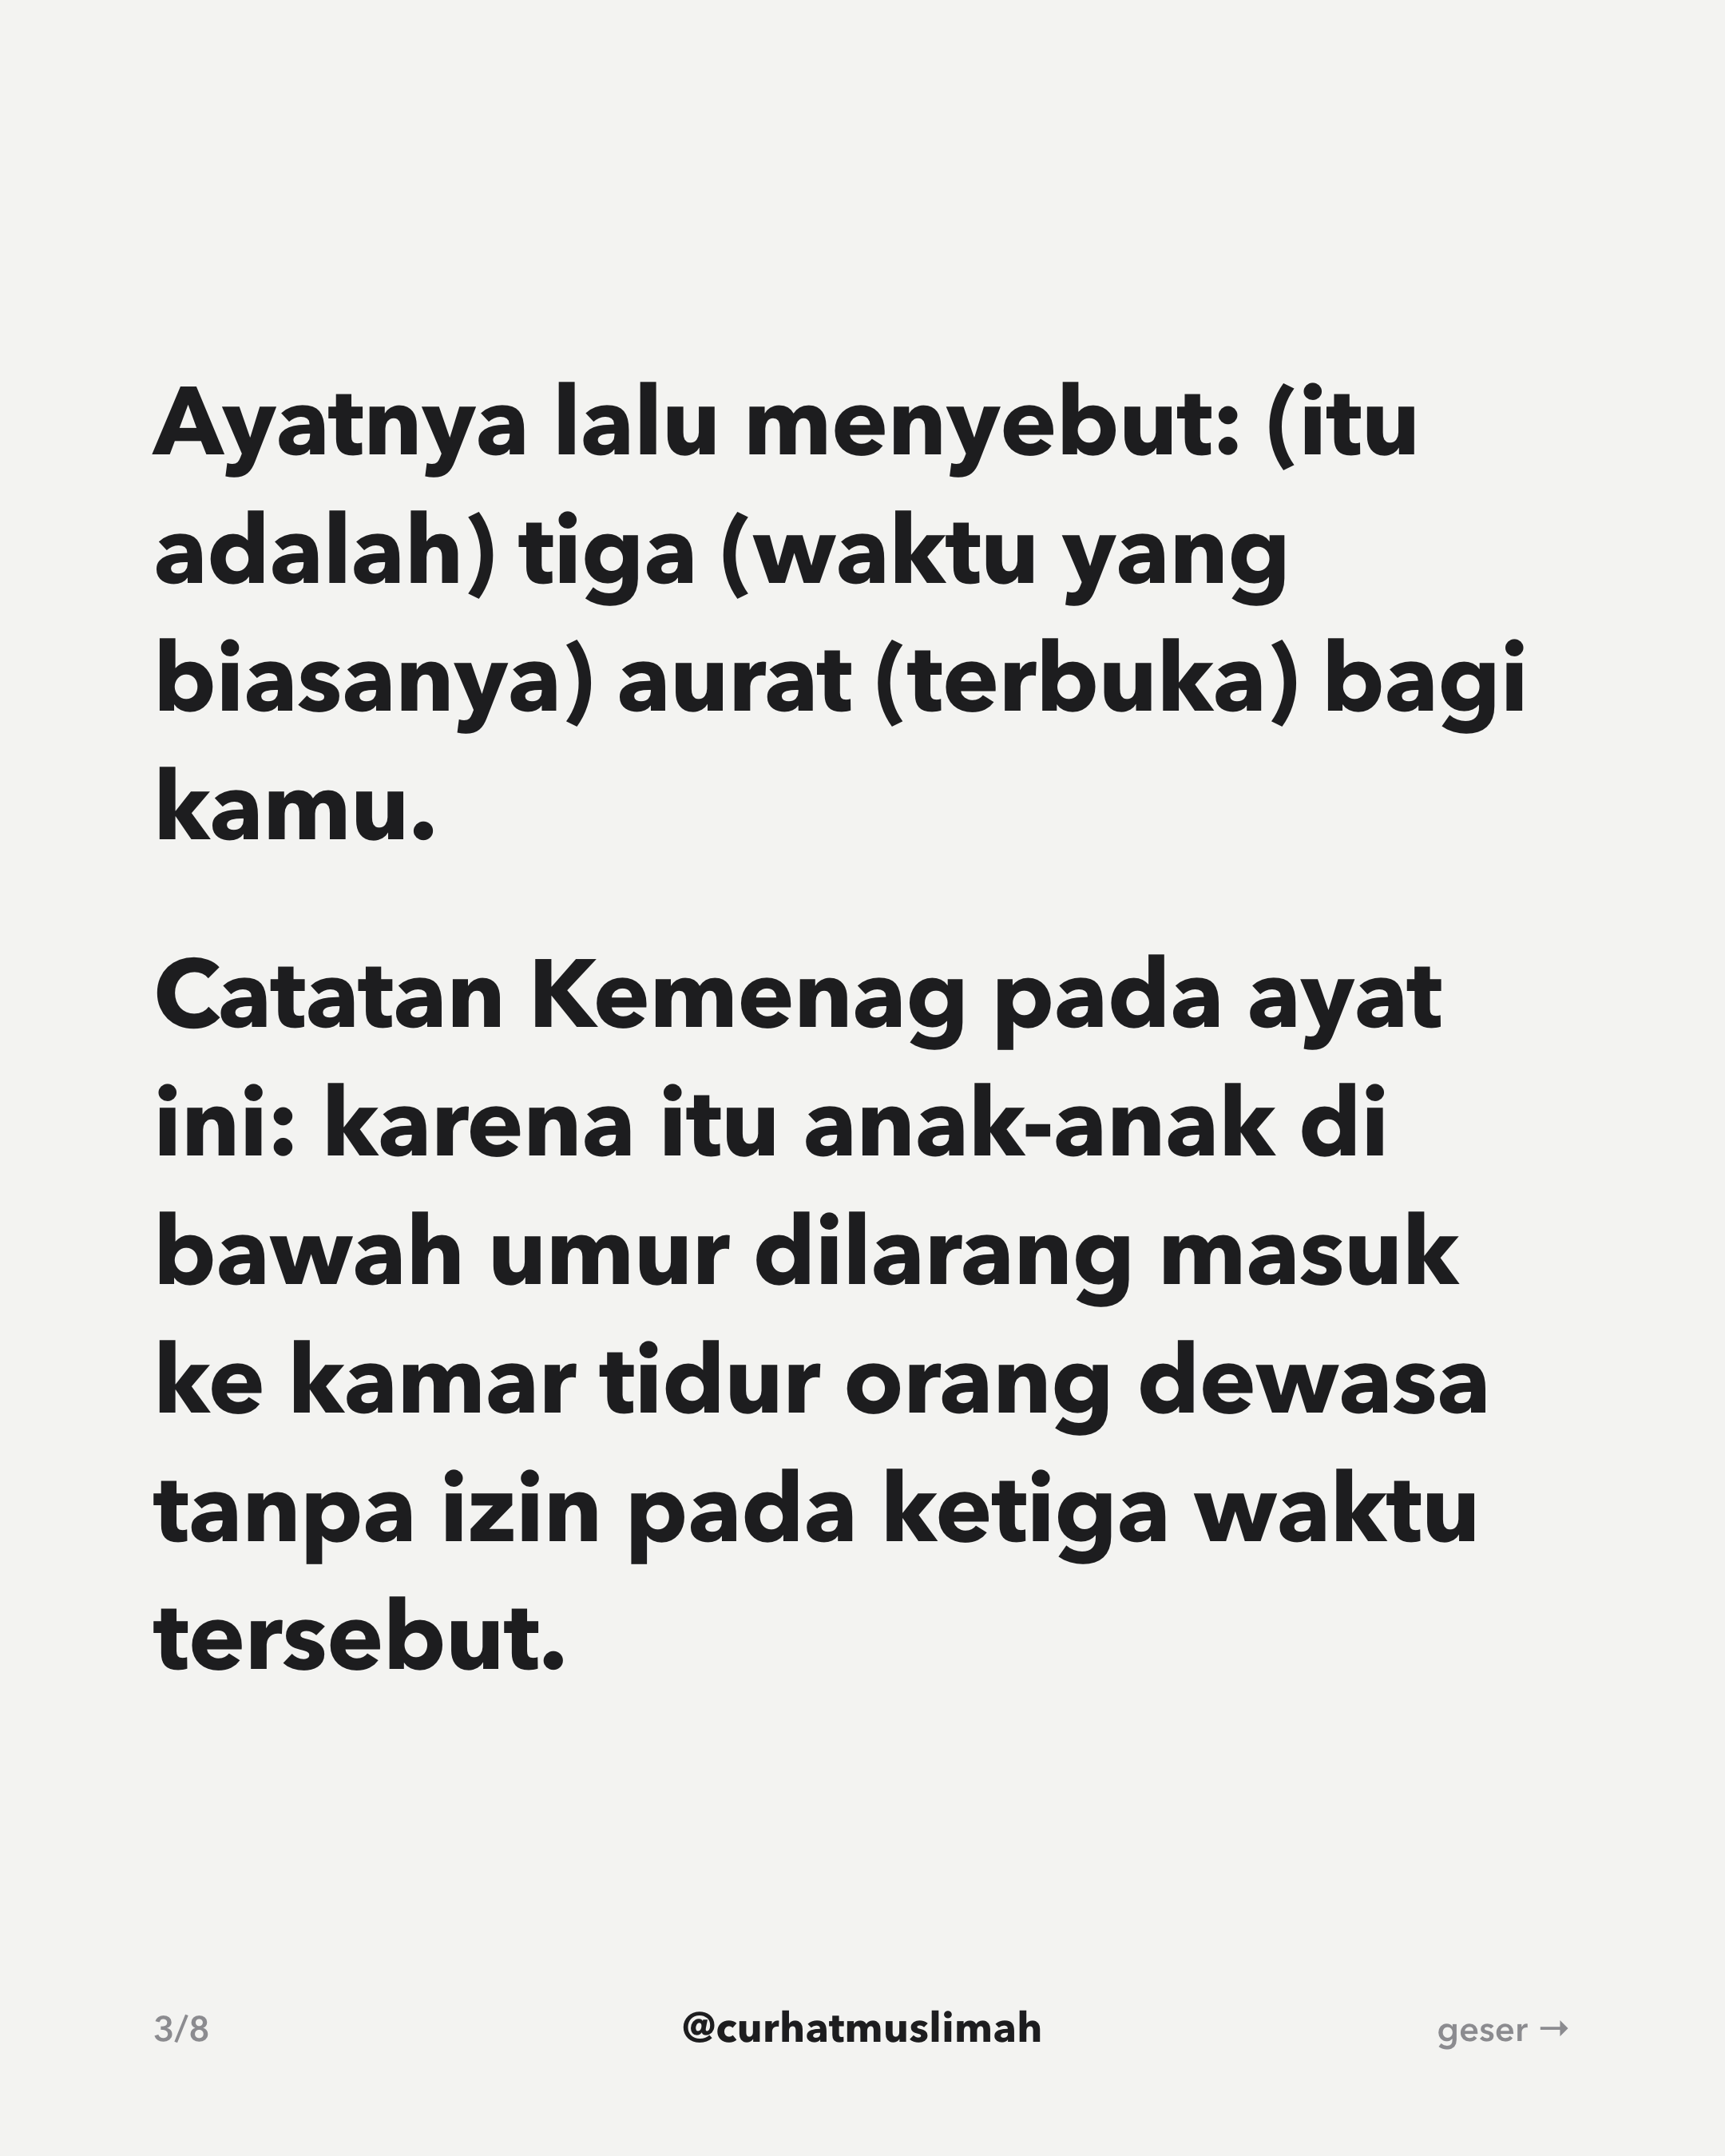 Ayatnya lalu menyebut: (itu
adalah) tiga (waktu yang
biasanya) aurat (terbuka) bagi
kamu.
Catatan Kemenag pada ayat
ini: karena itu anak-anak di
bawah umur dilarang masuk
ke kamar tidur orang dewasa
tanpa izin pada ketiga waktu
tersebut.
3/8
@curhatmuslimah
geser →